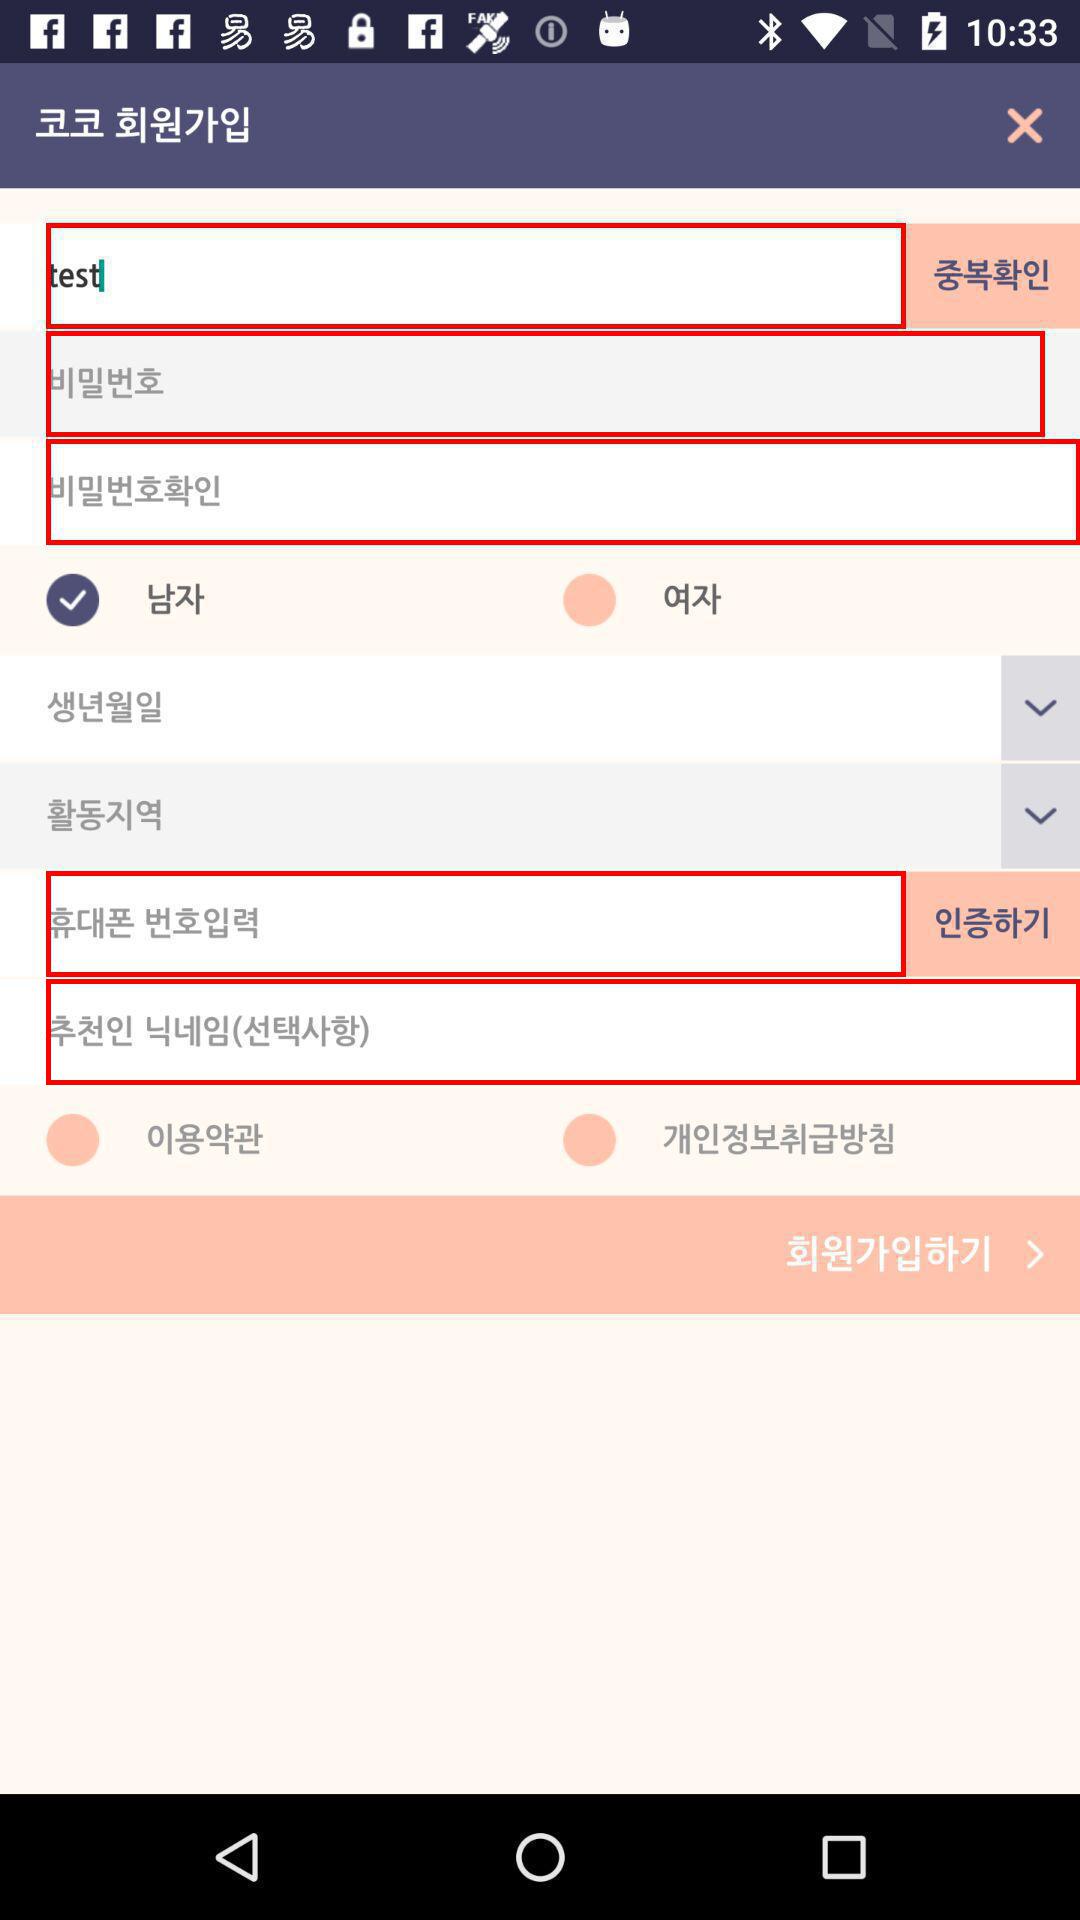 FAKE
10:33
코코 회원가입
test
중복확인
비밀번호
비밀번호확인
남자 여자
생년월일
활동지역
휴대폰 번호입력
인증하기
추천인 닉네임(선택사항)
이용약관 개인정보취급방침
회원가입하기